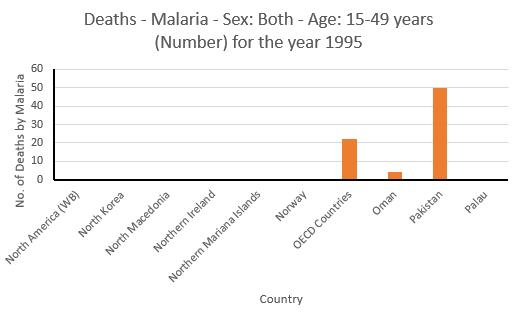 Deaths - Malaria - Sex: Both - Age: 15-49 years
(Number) for the year 1995
No. of Deaths by Malaria
60
50
40
30
20
10
0
North America (WB)
North Korea
North Macedonia
Northern Ireland
Northern Mariana Islands
Norway
OECD Countries
Oman
Pakistan
Palau
Country